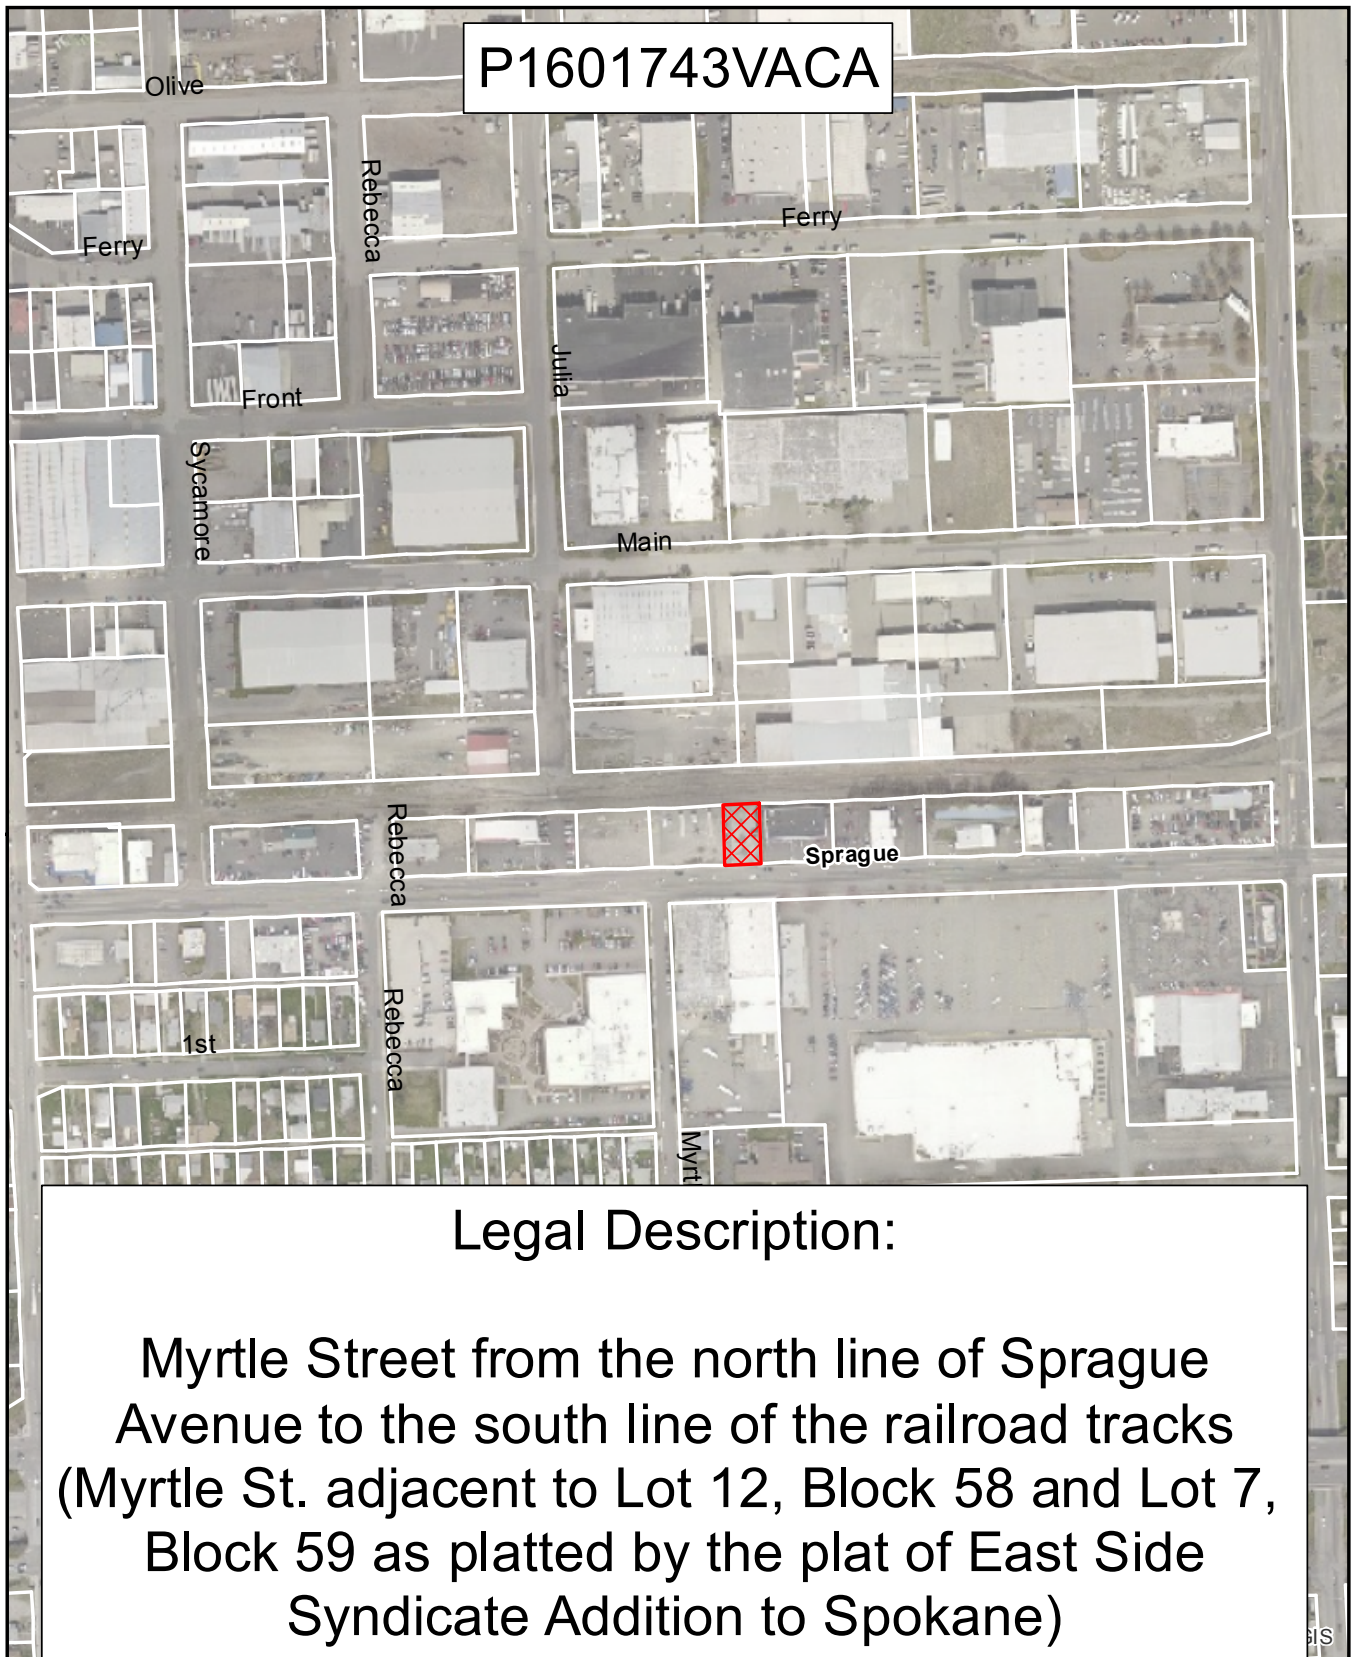 P1601743VACA
Olive
Rebecca
Ferry
Ferry
Julia
Front
Sycamore
Main
Rebecca
Sprague
Rebecca
1st
Myrtl
Legal Description:
Myrtle Street from the north line of Sprague
Avenue to the south line of the railroad tracks
(Myrtle St. adjacent to Lot 12, Block 58 and Lot 7,
Block 59 as platted by the plat of East Side
Syndicate Addition to Spokane)
GIS